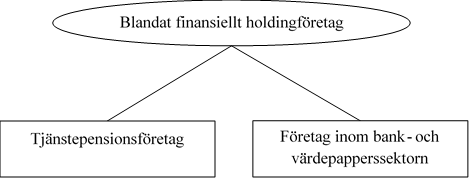 Blandat finansiellt holdingföretag
Tjänstepensionsföretag
Företag inom bank- och
värdepapperssektorn